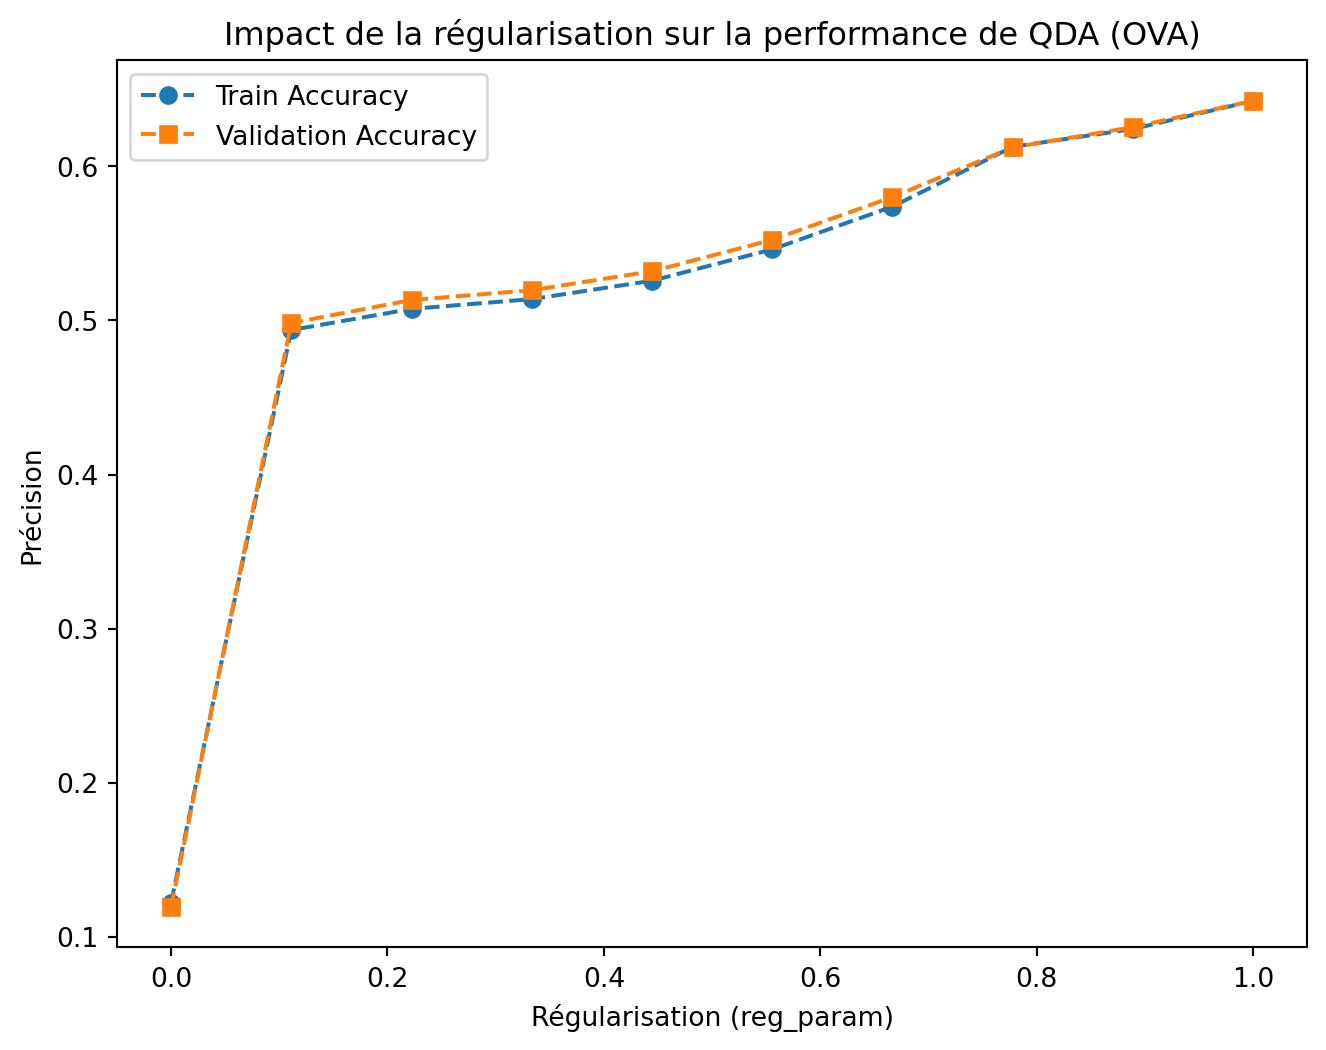 Impact de la régularisation sur la performance de QDA (OVA)
Train Accuracy
Validation Accuracy
0.6
0.5
0.4
0.3
0.2
0.1
Précision
0.0 0.2 0.4 0.6 0.8 1.0
Régularisation (reg_param)